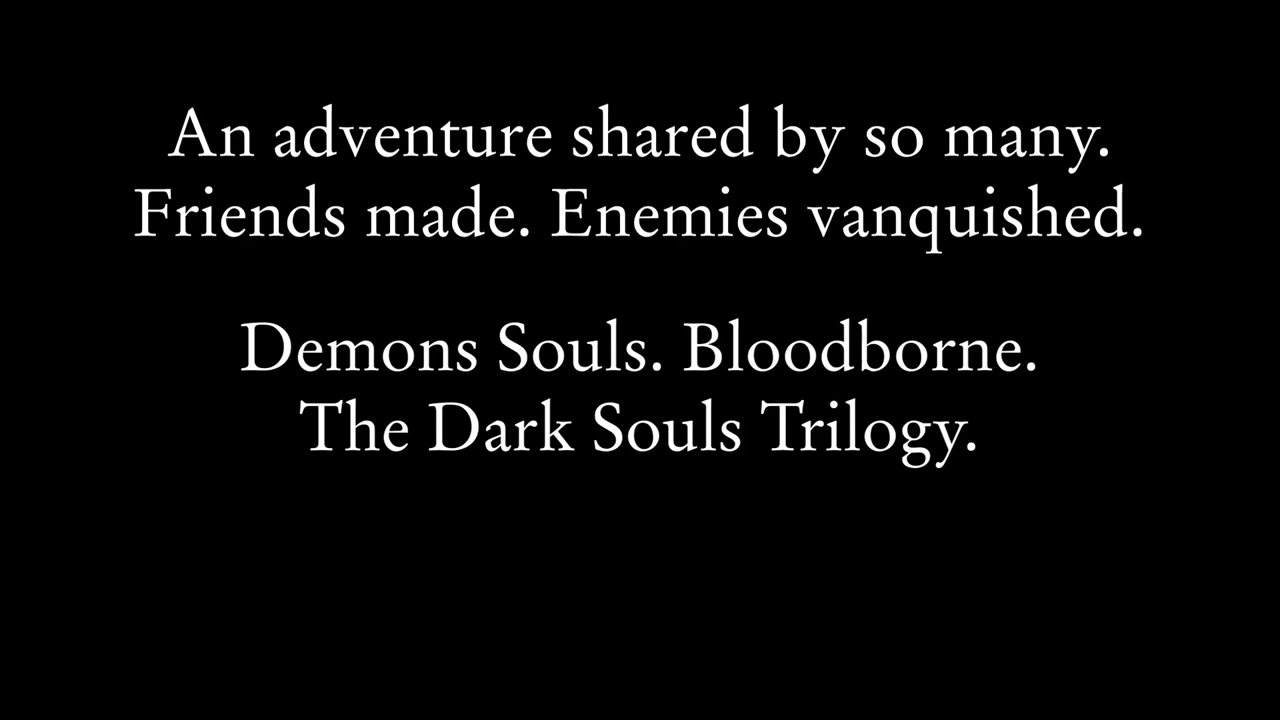 An adventure shared by so many.
Friends made. Enemies vanquished.
Demons Souls. Bloodborne.
The Dark Souls Trilogy.